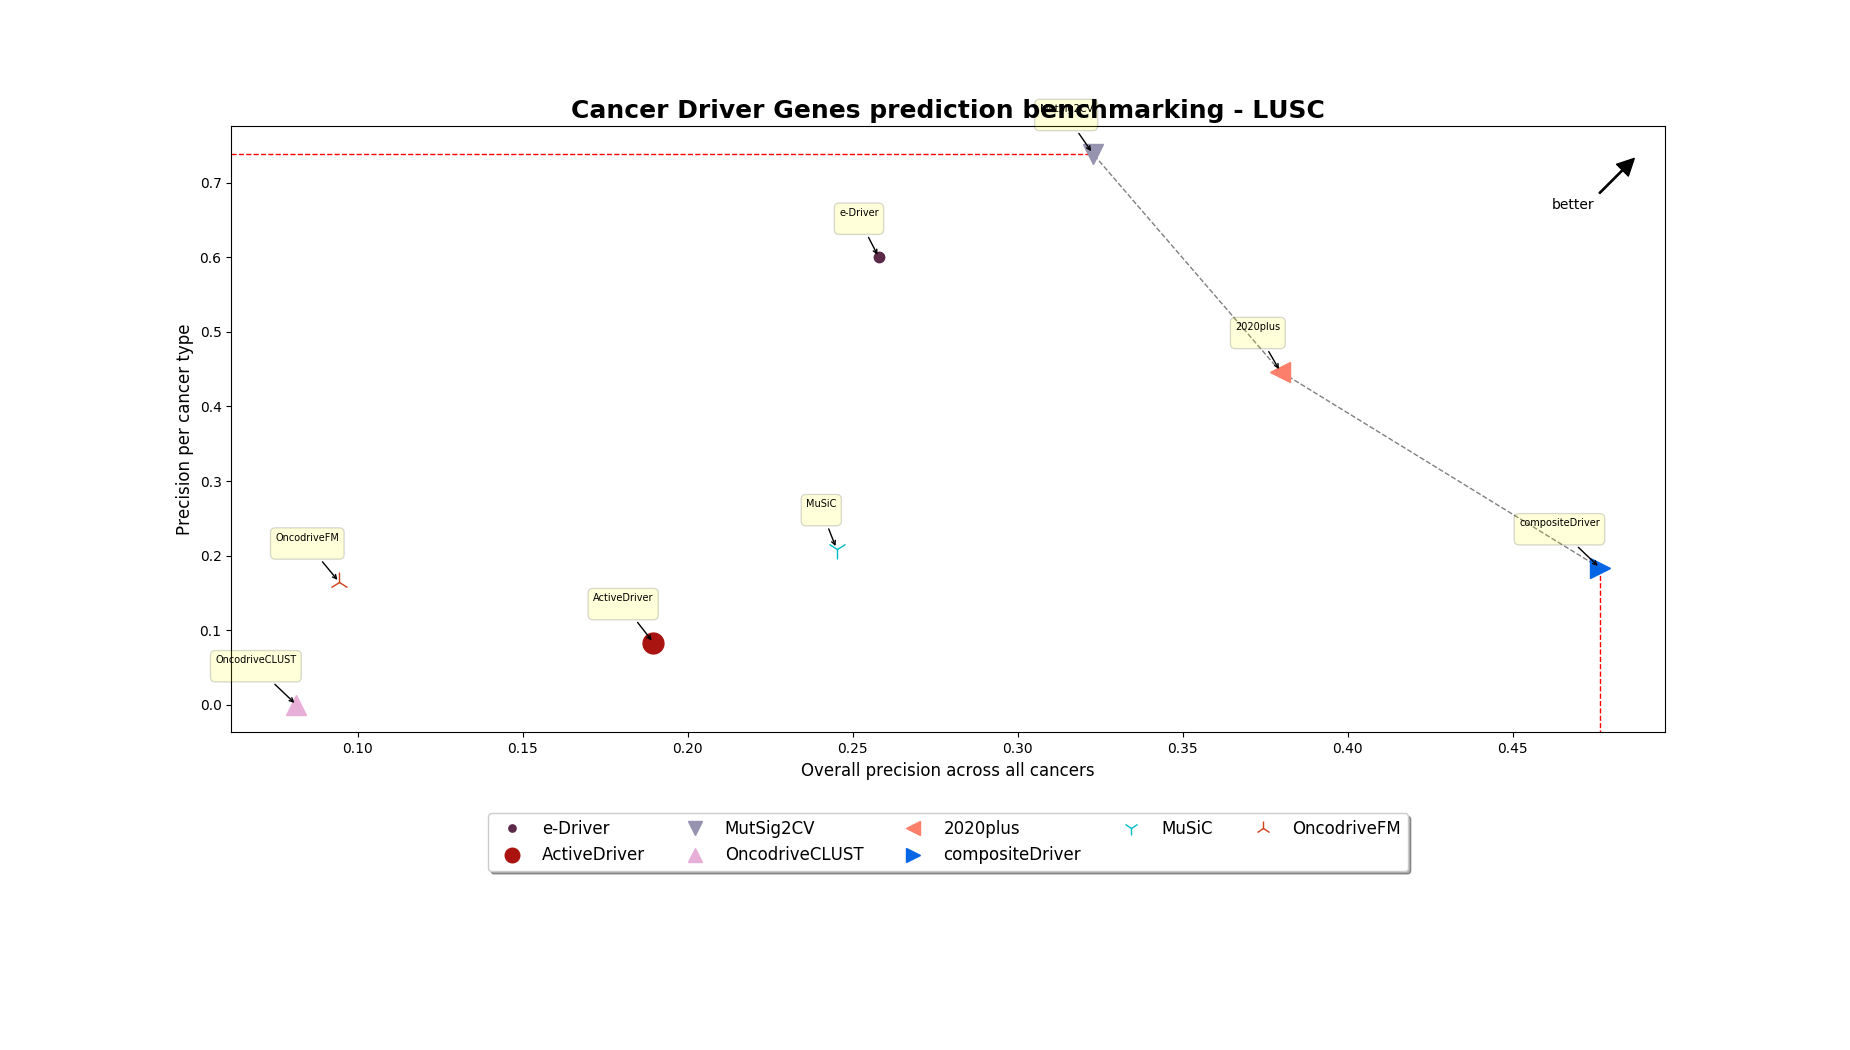 Cancer Driver Genes prediction benchmarking - LUSC
better
e-Driver
2020plus
MuSiC
compositeDriver
OncodriveFM
ActiveDriver
OncodriveCLUST
Precision per cancer type
0.7
0.6
0.5
0.4
0.3
0.2
0.1
0.0
0.10 0.15 0.20 0.25 0.30 0.35 0.40 0.45
Overall precision across all cancers
e-Driver MutSig2CV 2020plus MuSiC OncodriveFM
ActiveDriver OncodriveCLUST compositeDriver